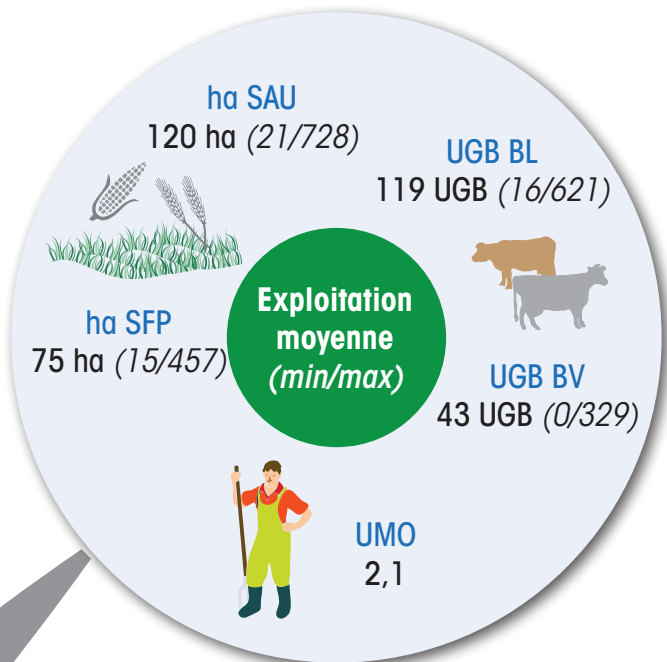 ha SAU
120 ha (21/728)
UGB BL
119 UGB (16/621)
Exploitation
moyenne
(min/max)
ha SFP
75 ha (15/457)
UGB BV
43 UGB (0/329)
UMO
2,1